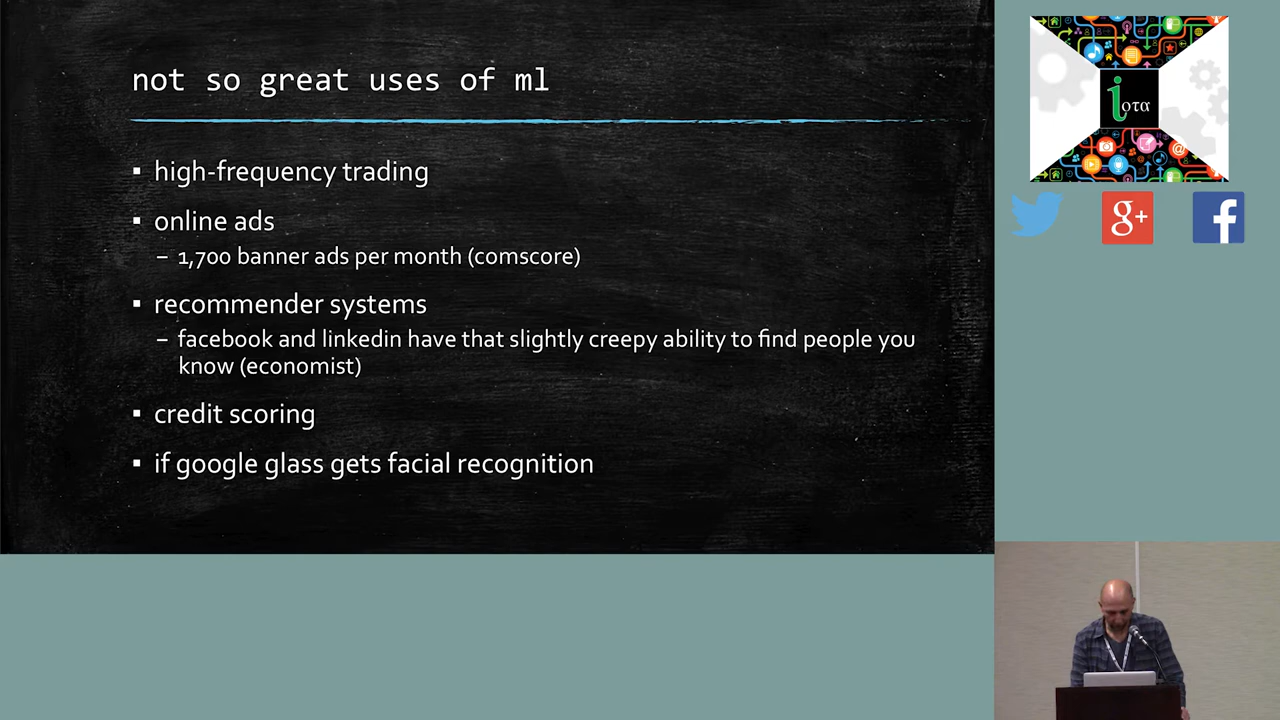 not so great uses of ml
▪ high-frequency trading
▪ online ads
– 1,700 banner ads per month (comscore)
▪ recommender systems
– facebook and linkedin have that slightly creepy ability to find people you
know (economist)
▪ credit scoring
▪ if google glass gets facial recognition
iοτα
@
g+
f